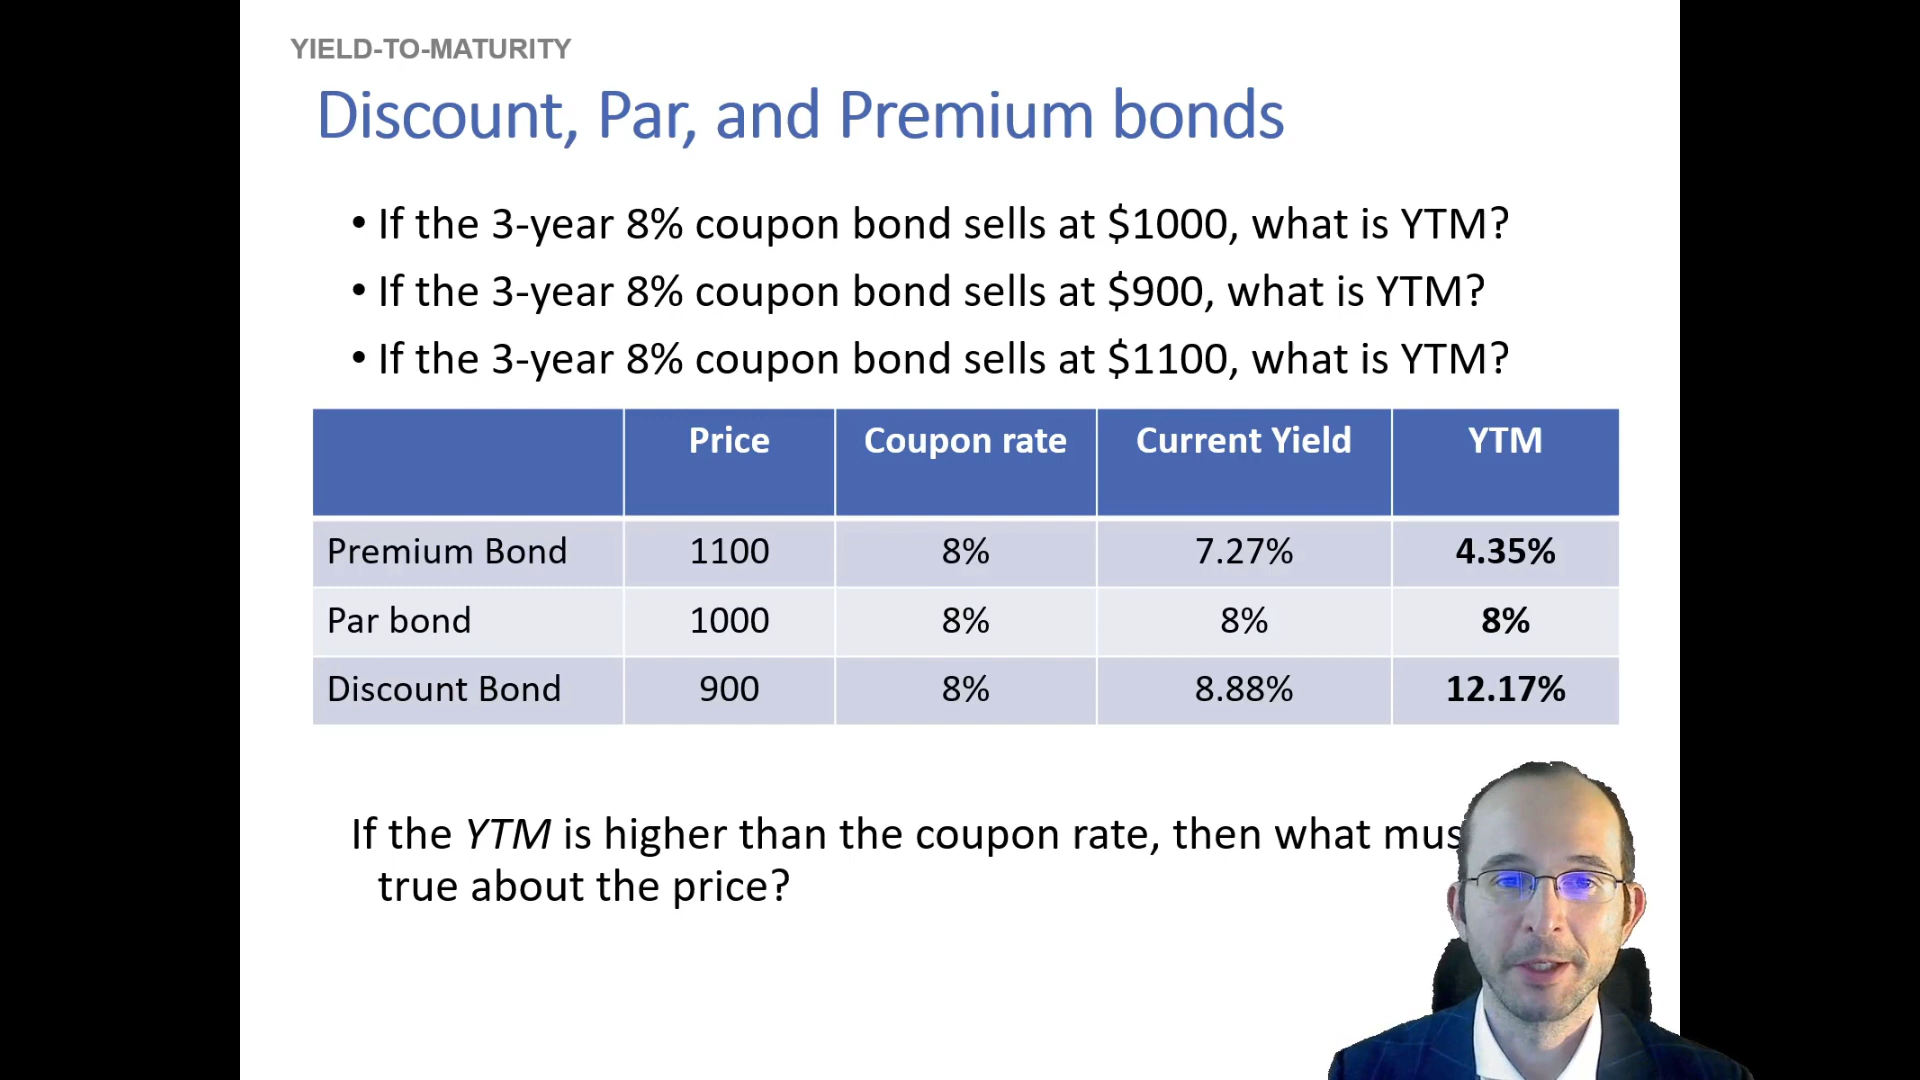 YIELD-TO-MATURITY
Discount, Par, and Premium bonds
• If the 3-year 8% coupon bond sells at $1000, what is YTM?
• If the 3-year 8% coupon bond sells at $900, what is YTM?
• If the 3-year 8% coupon bond sells at $1100, what is YTM?
Price Coupon rate Current Yield YTM
Premium Bond 1100 8% 7.27% 4.35%
Par bond 1000 8% 8% 8%
Discount Bond 900 8% 8.88% 12.17%
If the YTM is higher than the coupon rate, then what
true about the price?